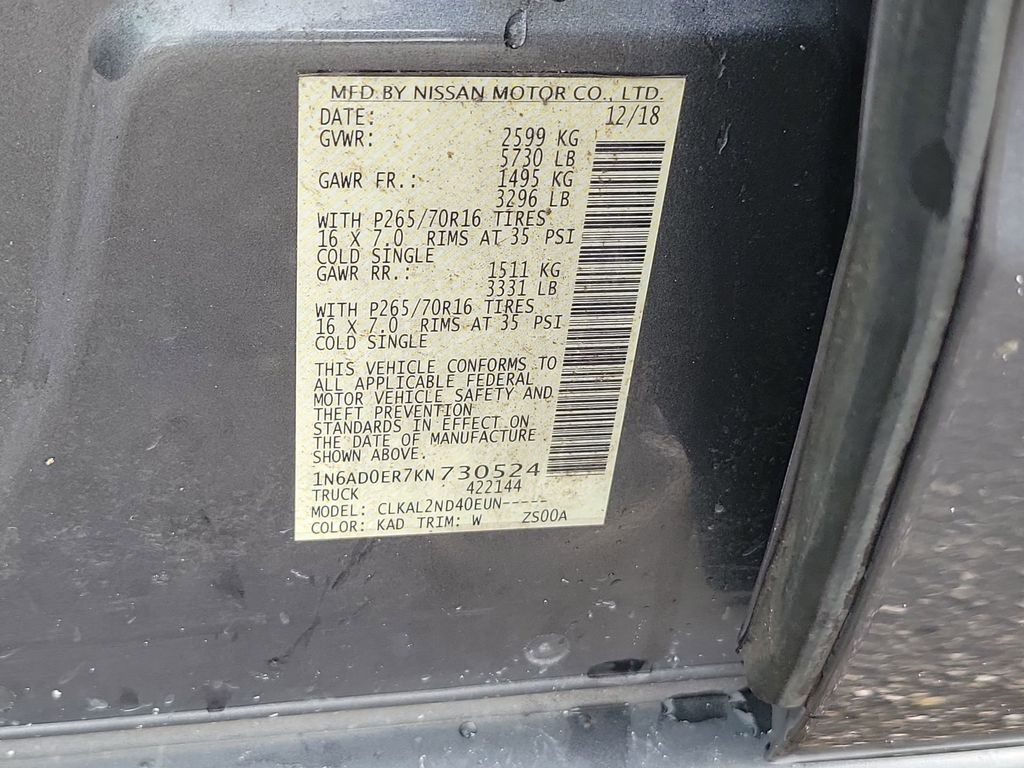 MFD BY NISSAN MOTOR CO., LTD.
DATE: 12/18
GVWR: 2599 KG
5730 LB
GAWR FR.: 1495 KG
3296 LB
WITH P265/70R16 TIRES
16 X 7.0 RIMS AT 35 PSI
COLD SINGLE
GAWR RR.: 1511 KG
3331 LB
WITH P265/70R16 TIRES
16 X 7.0 RIMS AT 35 PSI
COLD SINGLE
THIS VEHICLE CONFORMS TO
ALL APPLICABLE FEDERAL
MOTOR VEHICLE SAFETY AND
THEFT PREVENTION
STANDARDS IN EFFECT ON
THE DATE OF MANUFACTURE
SHOWN ABOVE.
1N6AD0ER7KN730524
TRUCK 422144
MODEL: CLKAL2ND40EUN-----
COLOR: KAD TRIM: W ZS00A